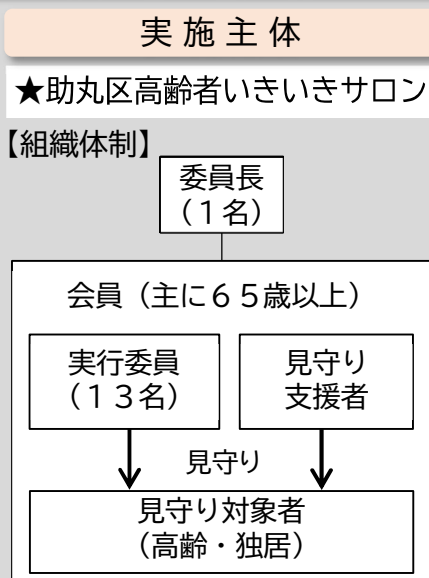 実施主体
★助丸区高齢者いきいきサロン
【組織体制】
委員長
（１名）
会員（主に６５歳以上）
実行委員
（１３名）
見守り
支援者
見守り
見守り対象者
（高齢・独居）